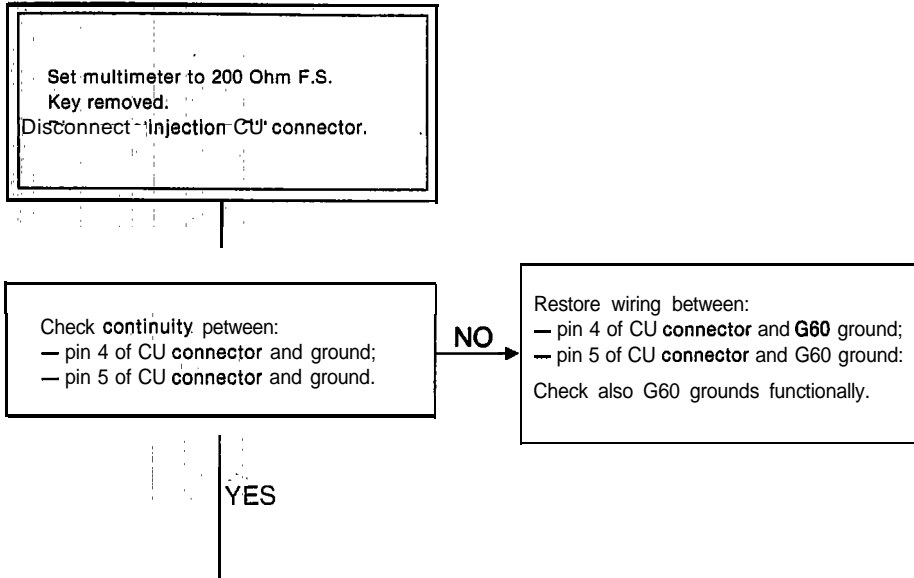 Set multimeter to 200 Ohm F.S.
Key removed.
Disconnect Injection CU connector.
Check continuity petween:
— pin 4 of CU connector and ground;
— pin 5 of CU connector and ground.
NO
Restore wiring between:
— pin 4 of CU connector and G60 ground;
— pin 5 of CU connector and G60 ground:
Check also G60 grounds functionally.
YES